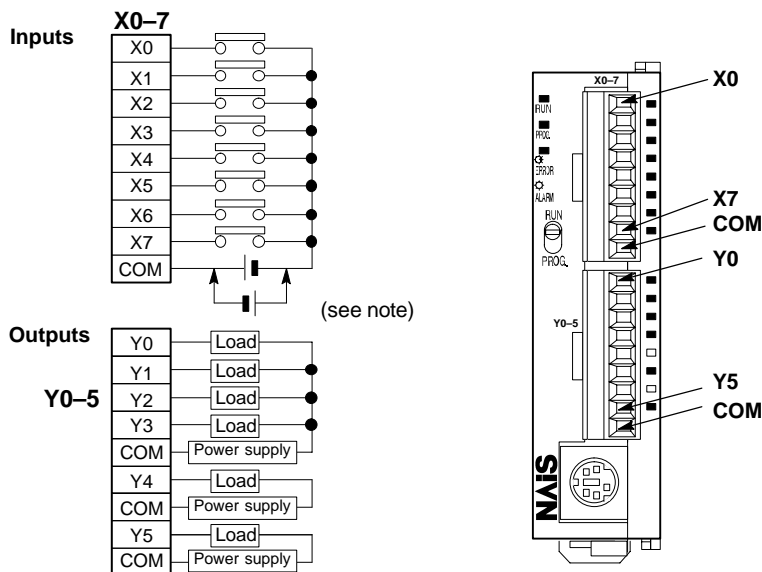 X0–7
Inputs
X0
X1
X2
X3
X4
X5
X6
X7
COM
(see note)
Outputs
Y0–5
Y0 Load
Y1 Load
Y2 Load
Y3 Load
COM Power supply
Y4 Load
COM Power supply
Y5 Load
COM Power supply
X0–7
RUN
PROG.
ERROR
ALARM
RUN
PROG.
Y0–5
NAiS
X0
X7
COM
Y0
Y5
COM